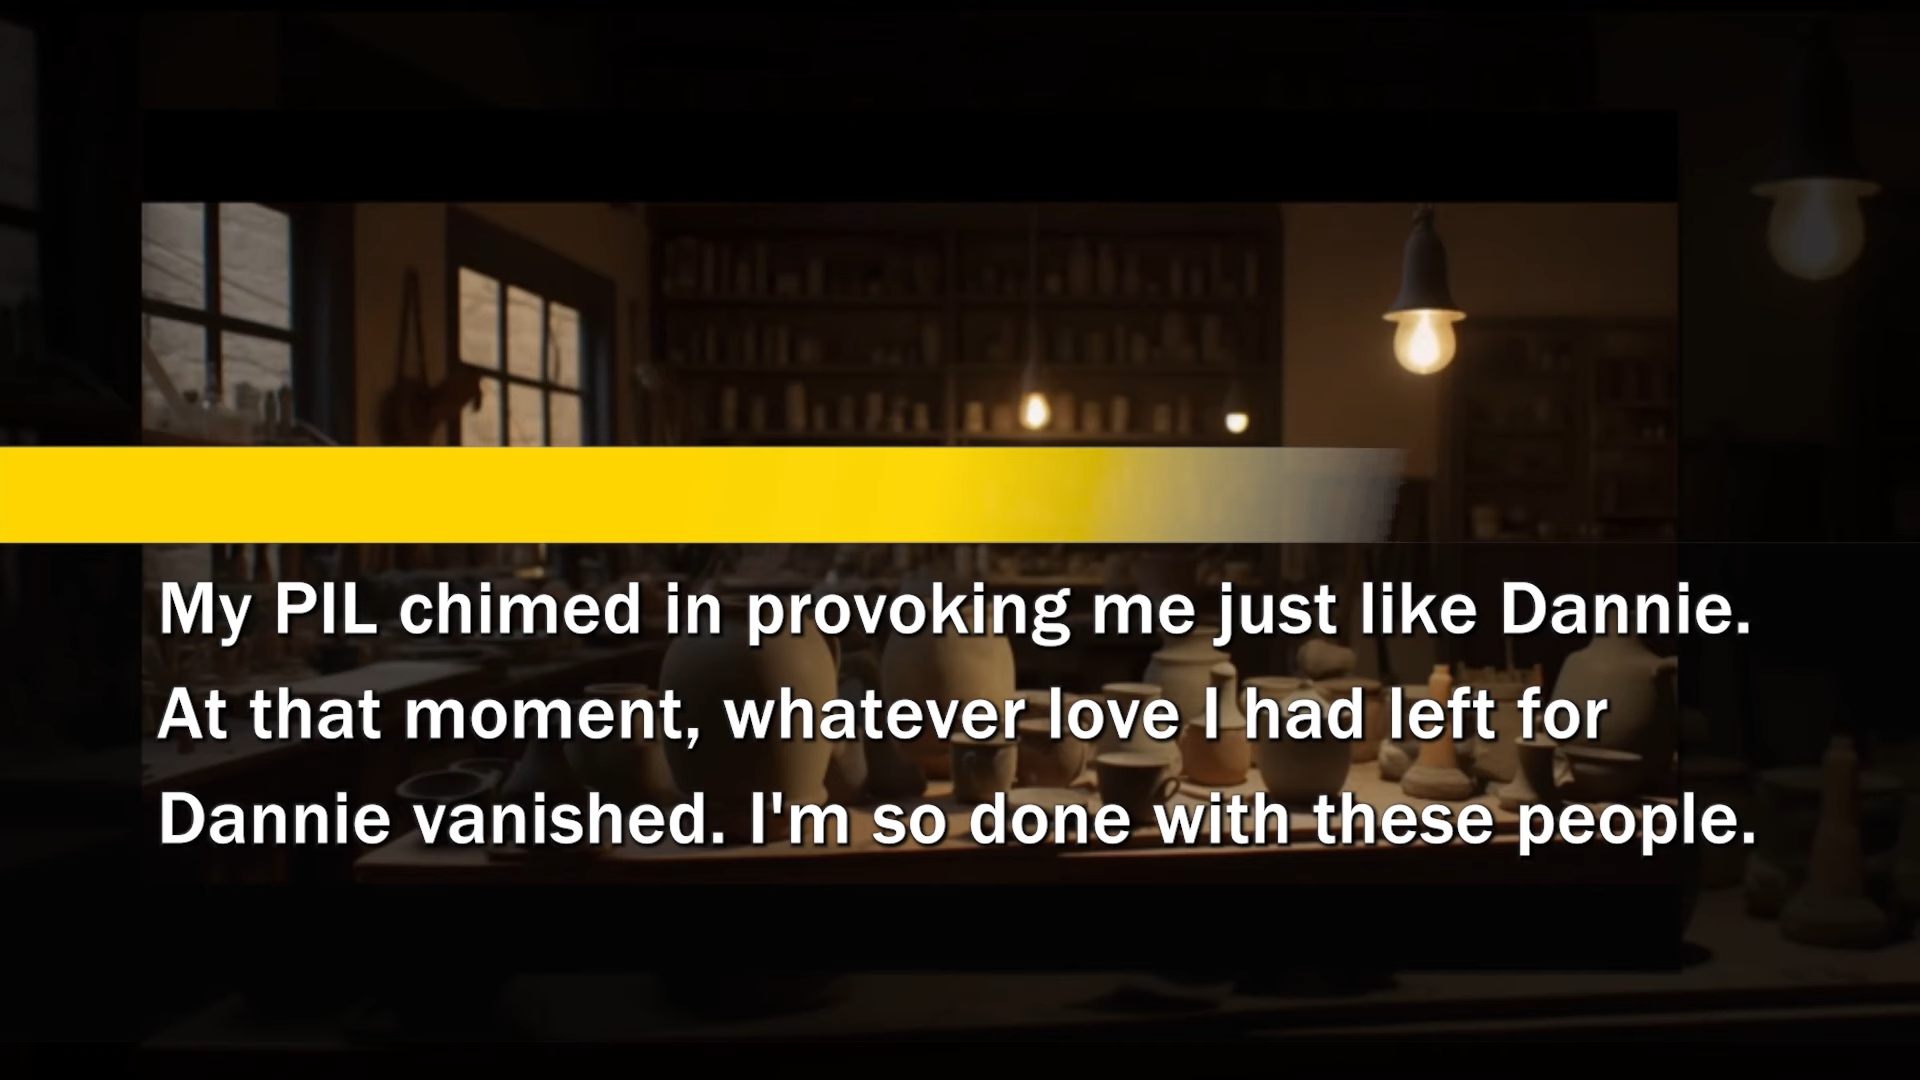 My PIL chimed in provoking me just like Dannie.
At that moment, whatever love I had left for
Dannie vanished. I'm so done with these people.